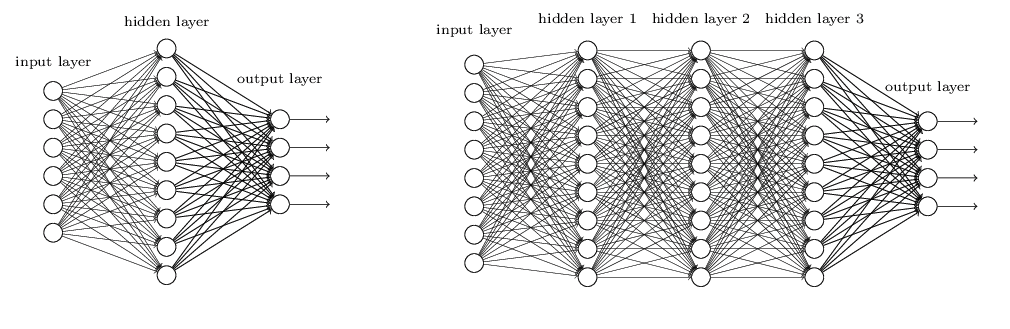 hidden layer
input layer
output layer
hidden layer 1 hidden layer 2 hidden layer 3
input layer
output layer